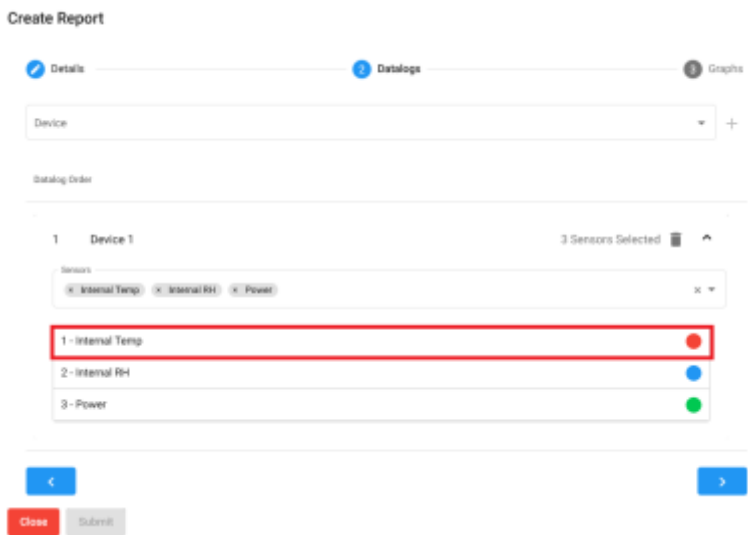 Create Report
Details
2 Datalogs
3 Graphs
Device
Datalog Order
1 Device 1 3 Sensors Selected
Sensors
× Internal Temp × Internal RH × Power
1 - Internal Temp
2 - Internal RH
3 - Power
Close Submit